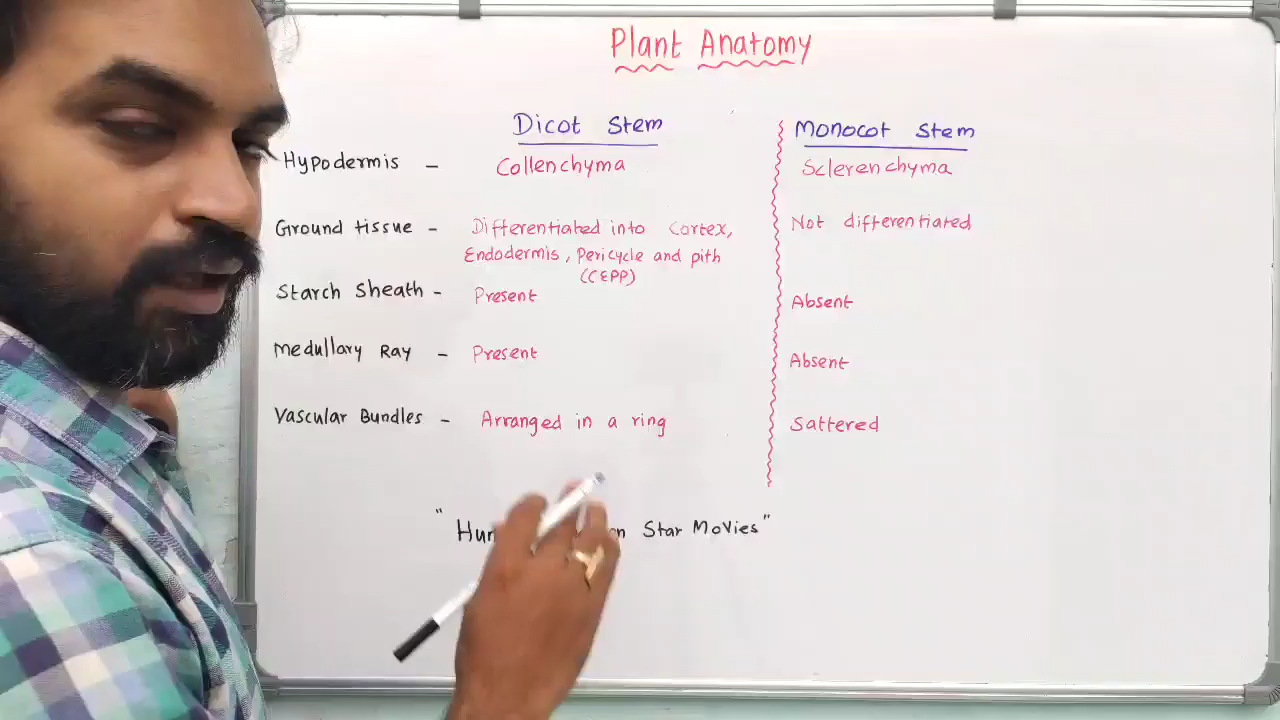 Plant Anatomy
Dicot Stem Monocot Stem
Hypodermis - Collenchyma Sclerenchyma
Ground tissue - Differentiated into Cortex, Not differentiated
Endodermis, Pericycle and pith
(CEPP)
Starch Sheath - Present Absent
Medullary Ray - Present Absent
Vascular Bundles - Arranged in a ring Sattered
" Star Movies"